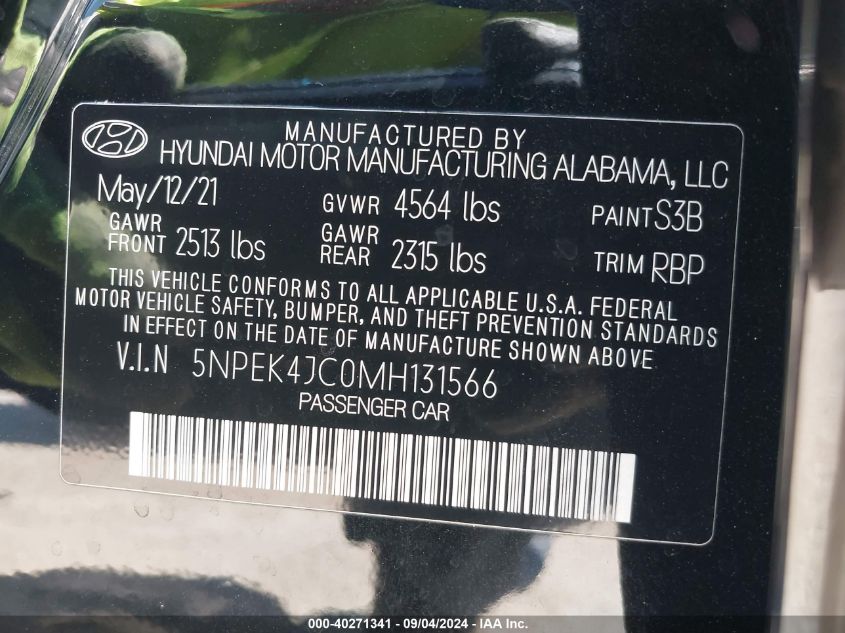 MANUFACTURED BY
HYUNDAI MOTOR MANUFACTURING ALABAMA, LLC
May/12/21 GVWR 4564 lbs PAINT S3B
GAWR FRONT 2513 lbs GAWR REAR 2315 lbs TRIM RBP
THIS VEHICLE CONFORMS TO ALL APPLICABLE U.S.A. FEDERAL
MOTOR VEHICLE SAFETY, BUMPER, AND THEFT PREVENTION STANDARDS
IN EFFECT ON THE DATE OF MANUFACTURE SHOWN ABOVE.
V.I.N 5NPEK4JC0MH131566
PASSENGER CAR
000-40271341 - 09/04/2024 - IAA Inc.